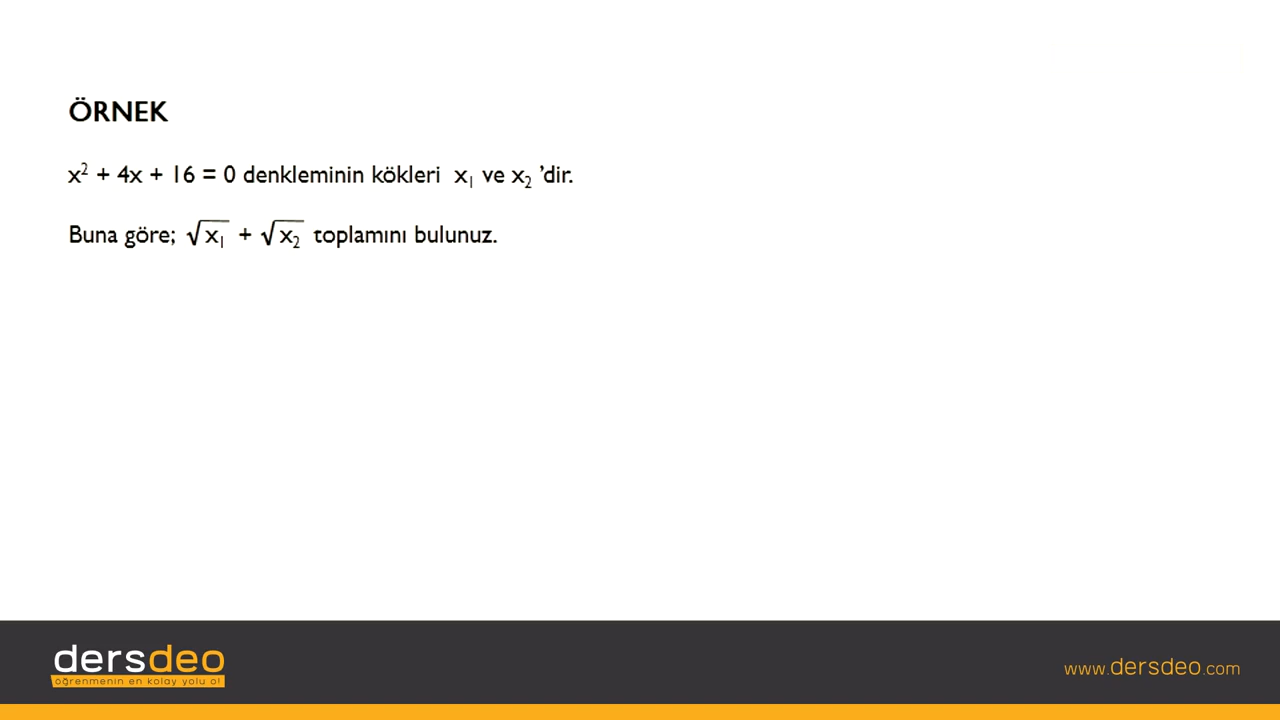 ÖRNEK
x² + 4x + 16 = 0 denkleminin kökleri x₁ ve x₂ ’dir.
Buna göre; √x₁ + √x₂ toplamını bulunuz.
dersdeo
öğrenmenin en kolay yolu o!
www.dersdeo.com